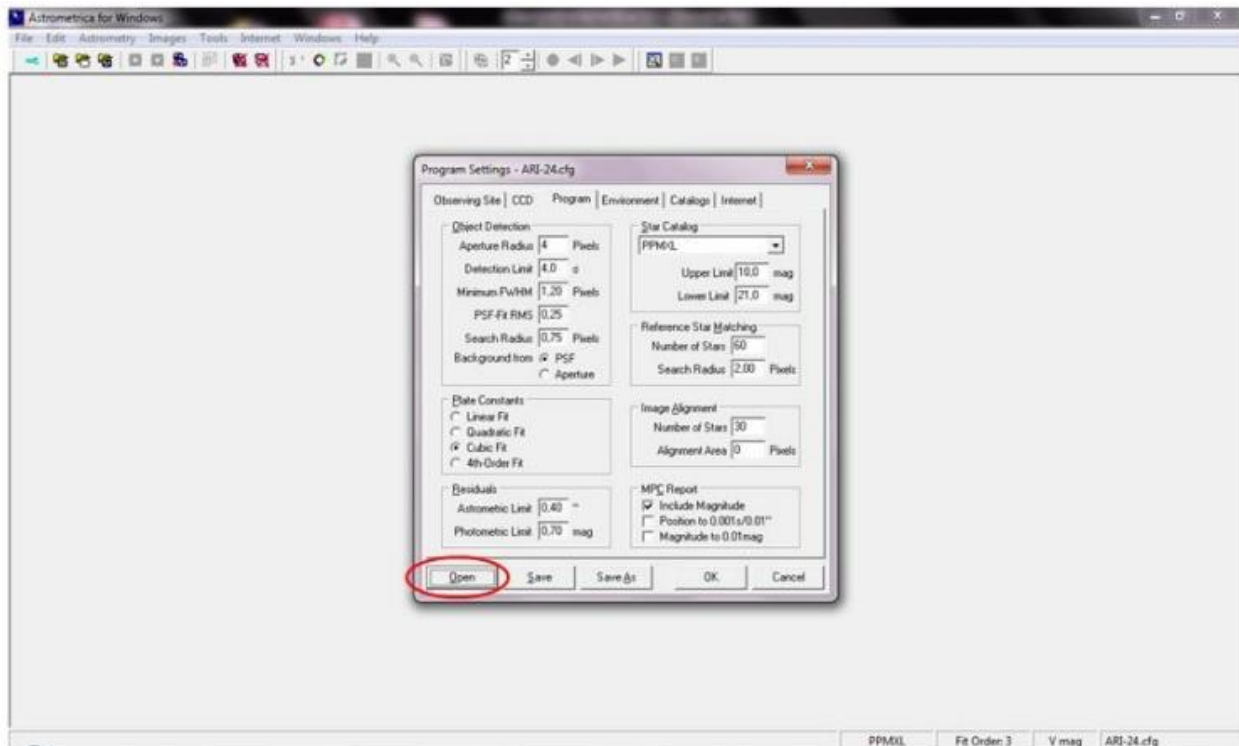 Astrometrica for Windows
File Edit Astrometry Images Tools Internet Windows Help
2
Program Settings - ARI-24.cfg
Observing Site CCD Program Environment Catalogs Internet
Object Detection
Aperture Radius 4 Pixels
Detection Limit 4,0 σ
Minimum FWHM 1,20 Pixels
PSF-Fit RMS 0,25
Search Radius 0,75 Pixels
Background from PSF
Aperture
Plate Constants
Linear Fit
Quadratic Fit
Cubic Fit
4th-Order Fit
Residuals
Astrometric Limit 0,40 "
Photometric Limit 0,70 mag
Star Catalog
PPMXL
Upper Limit 10,0 mag
Lower Limit 21,0 mag
Reference Star Matching
Number of Stars 60
Search Radius 2,00 Pixels
Image Alignment
Number of Stars 30
Alignment Area 0 Pixels
MPC Report
Include Magnitude
Position to 0.001s/0.01"
Magnitude to 0.01mag
Open Save Save As OK Cancel
PPMXL Fit Order: 3 V mag ARI-24.cfg